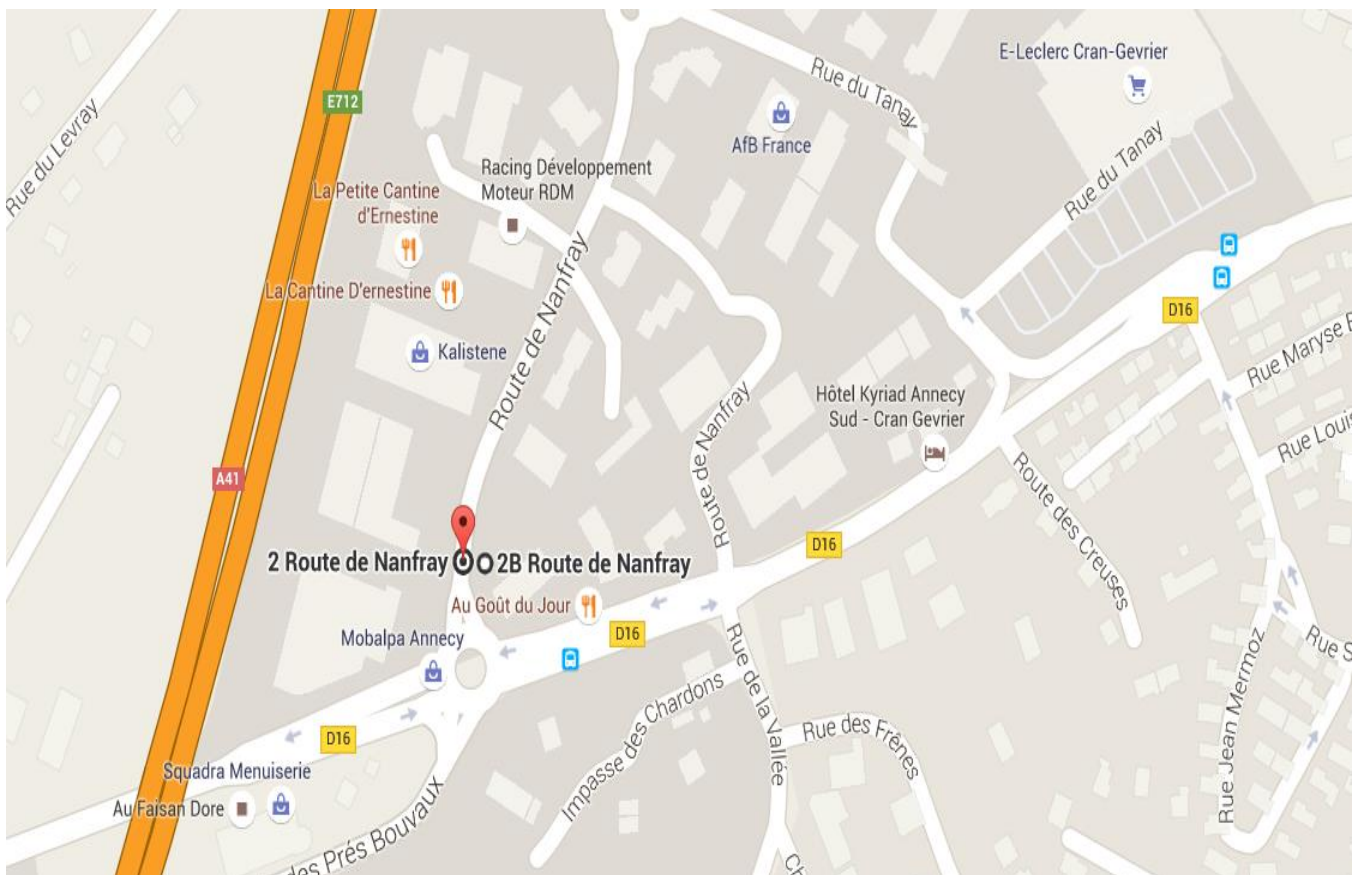 E-Leclerc Cran-Gevrier
Rue du Tanay
E712
Rue du Levray
AfB France
Rue du Tanay
Racing Développement
Moteur RDM
La Petite Cantine
d'Ernestine
La Cantine D'ernestine
Route de Nanfray
D16
Kalistene
Rue Maryse B
Hôtel Kyriad Annecy
Sud - Cran Gevrier
Route de Nanfray
Rue Louis
A41
Route des Creuses
D16
2 Route de Nanfray
2B Route de Nanfray
Au Goût du Jour
D16
Mobalpa Annecy
Rue de la Vallée
Impasse des Chardons
Rue Jean Mermoz
Rue S
D16
Rue des Frênes
Squadra Menuiserie
Au Faisan Dore
des Prés Bouvaux
Ch